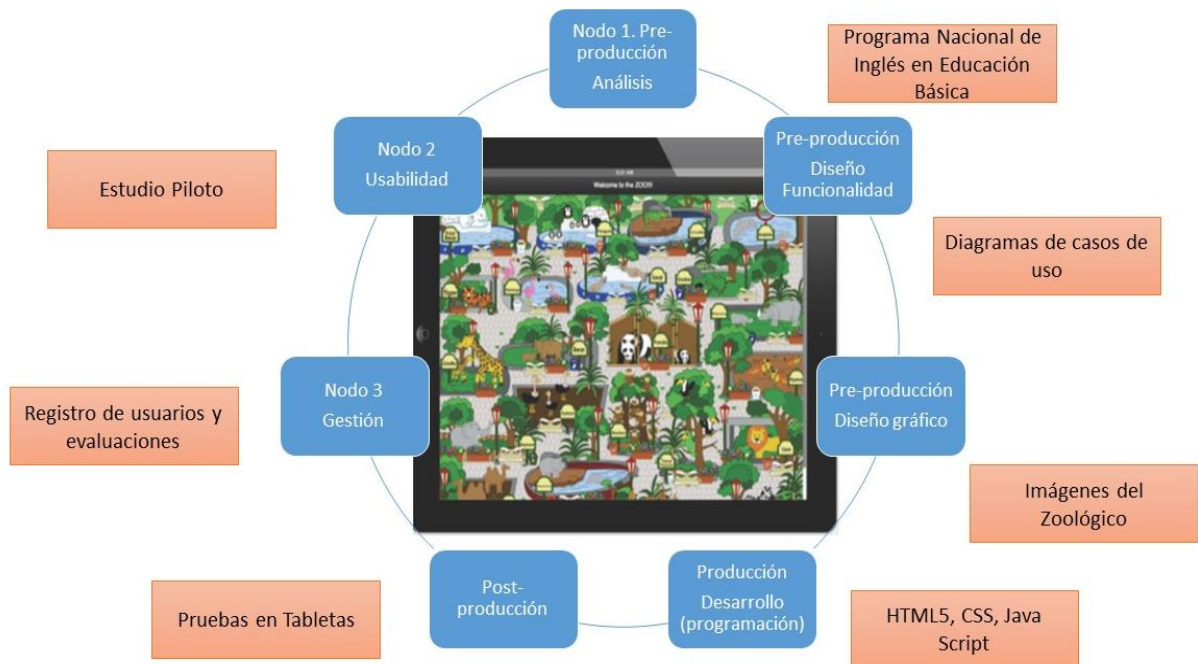 Nodo 1. Pre-
producción
Análisis
Programa Nacional de
Inglés en Educación
Básica
Pre-producción
Diseño
Funcionalidad
Diagramas de casos de
uso
Pre-producción
Diseño gráfico
Imágenes del
Zoológico
Producción
Desarrollo
(programación)
HTML5, CSS, Java
Script
Post-
producción
Pruebas en Tabletas
Nodo 3
Gestión
Registro de usuarios y
evaluaciones
Nodo 2
Usabilidad
Estudio Piloto
Welcome to the ZOO!!